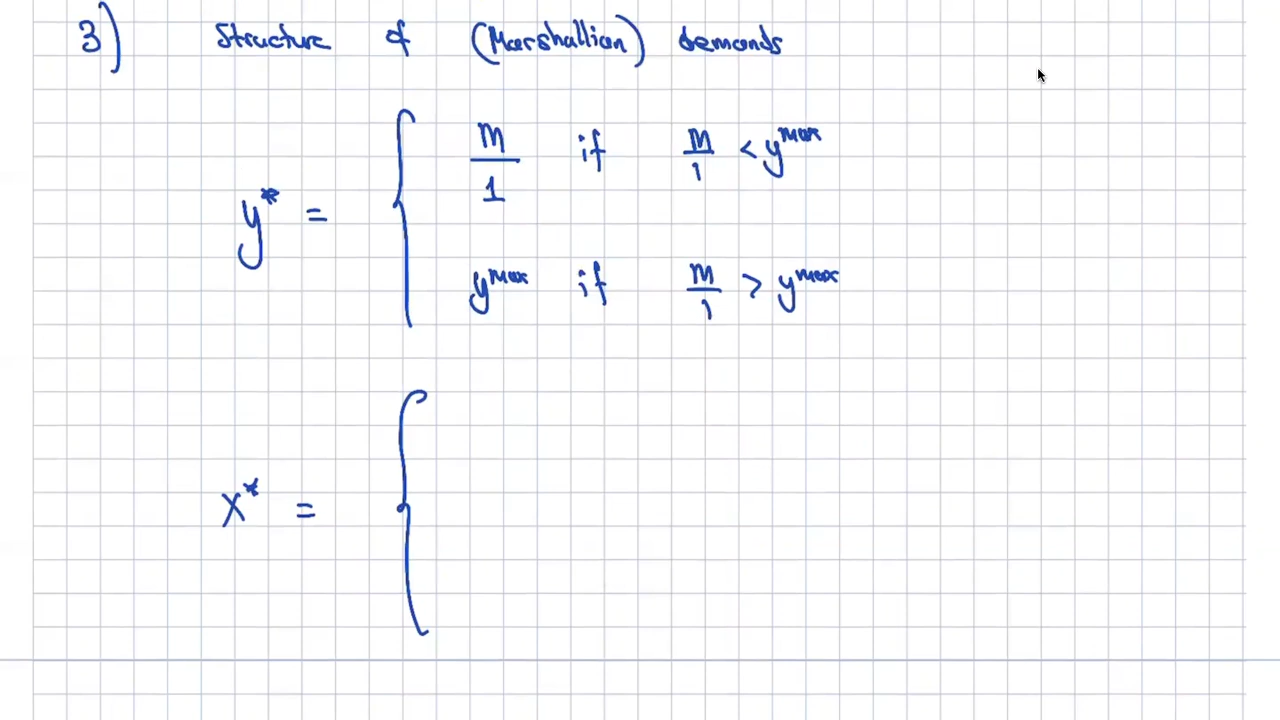 3) Structure of (Marshallian) demands
m/1 if m/1 < y^max
y* =
y^max if m/1 > y^max
x* =